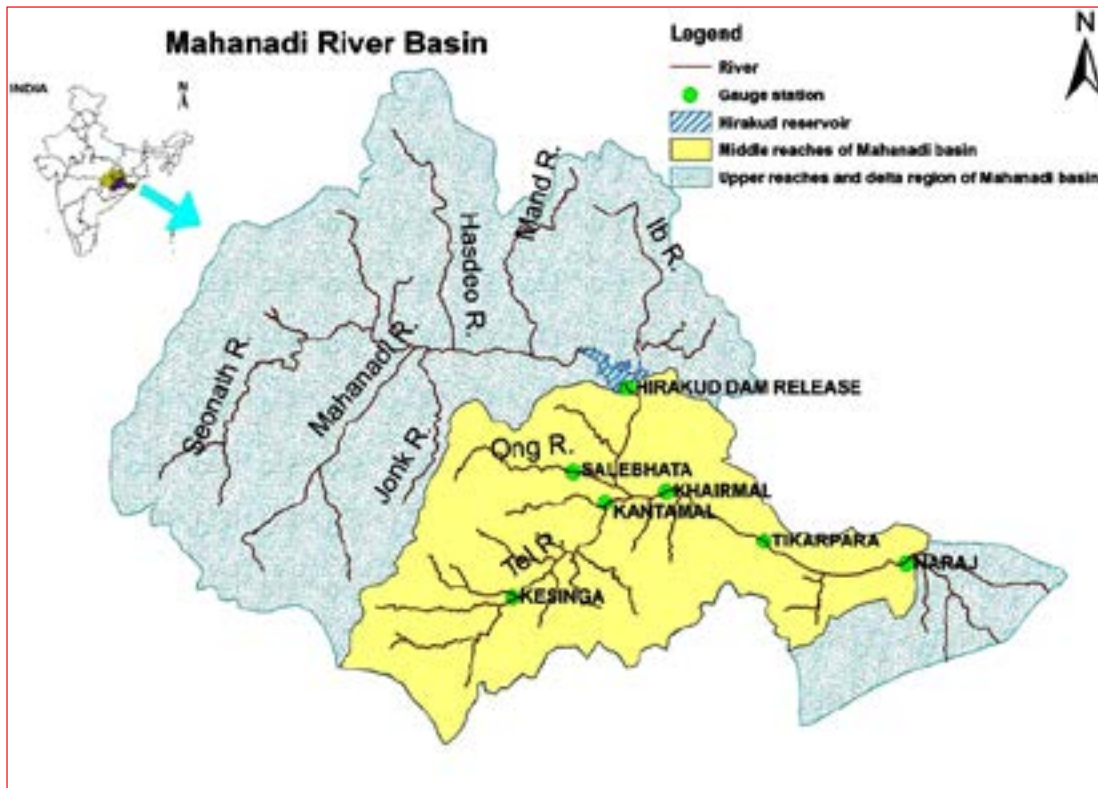 Mahanadi River Basin
INDIA
N
N
Legend
River
Gauge station
Hirakud reservoir
Middle reaches of Mahanadi basin
Upper reaches and delta region of Mahanadi basin
Mand R.
Ib R.
Hasdeo R.
Seonath R.
Mahanadi R.
Jonk R.
HIRAKUD DAM RELEASE
Ong R.
SALEBHATA
KHAIRMAL
KANTAMAL
TIKARPARA
NARAJ
Tel R.
KESINGA